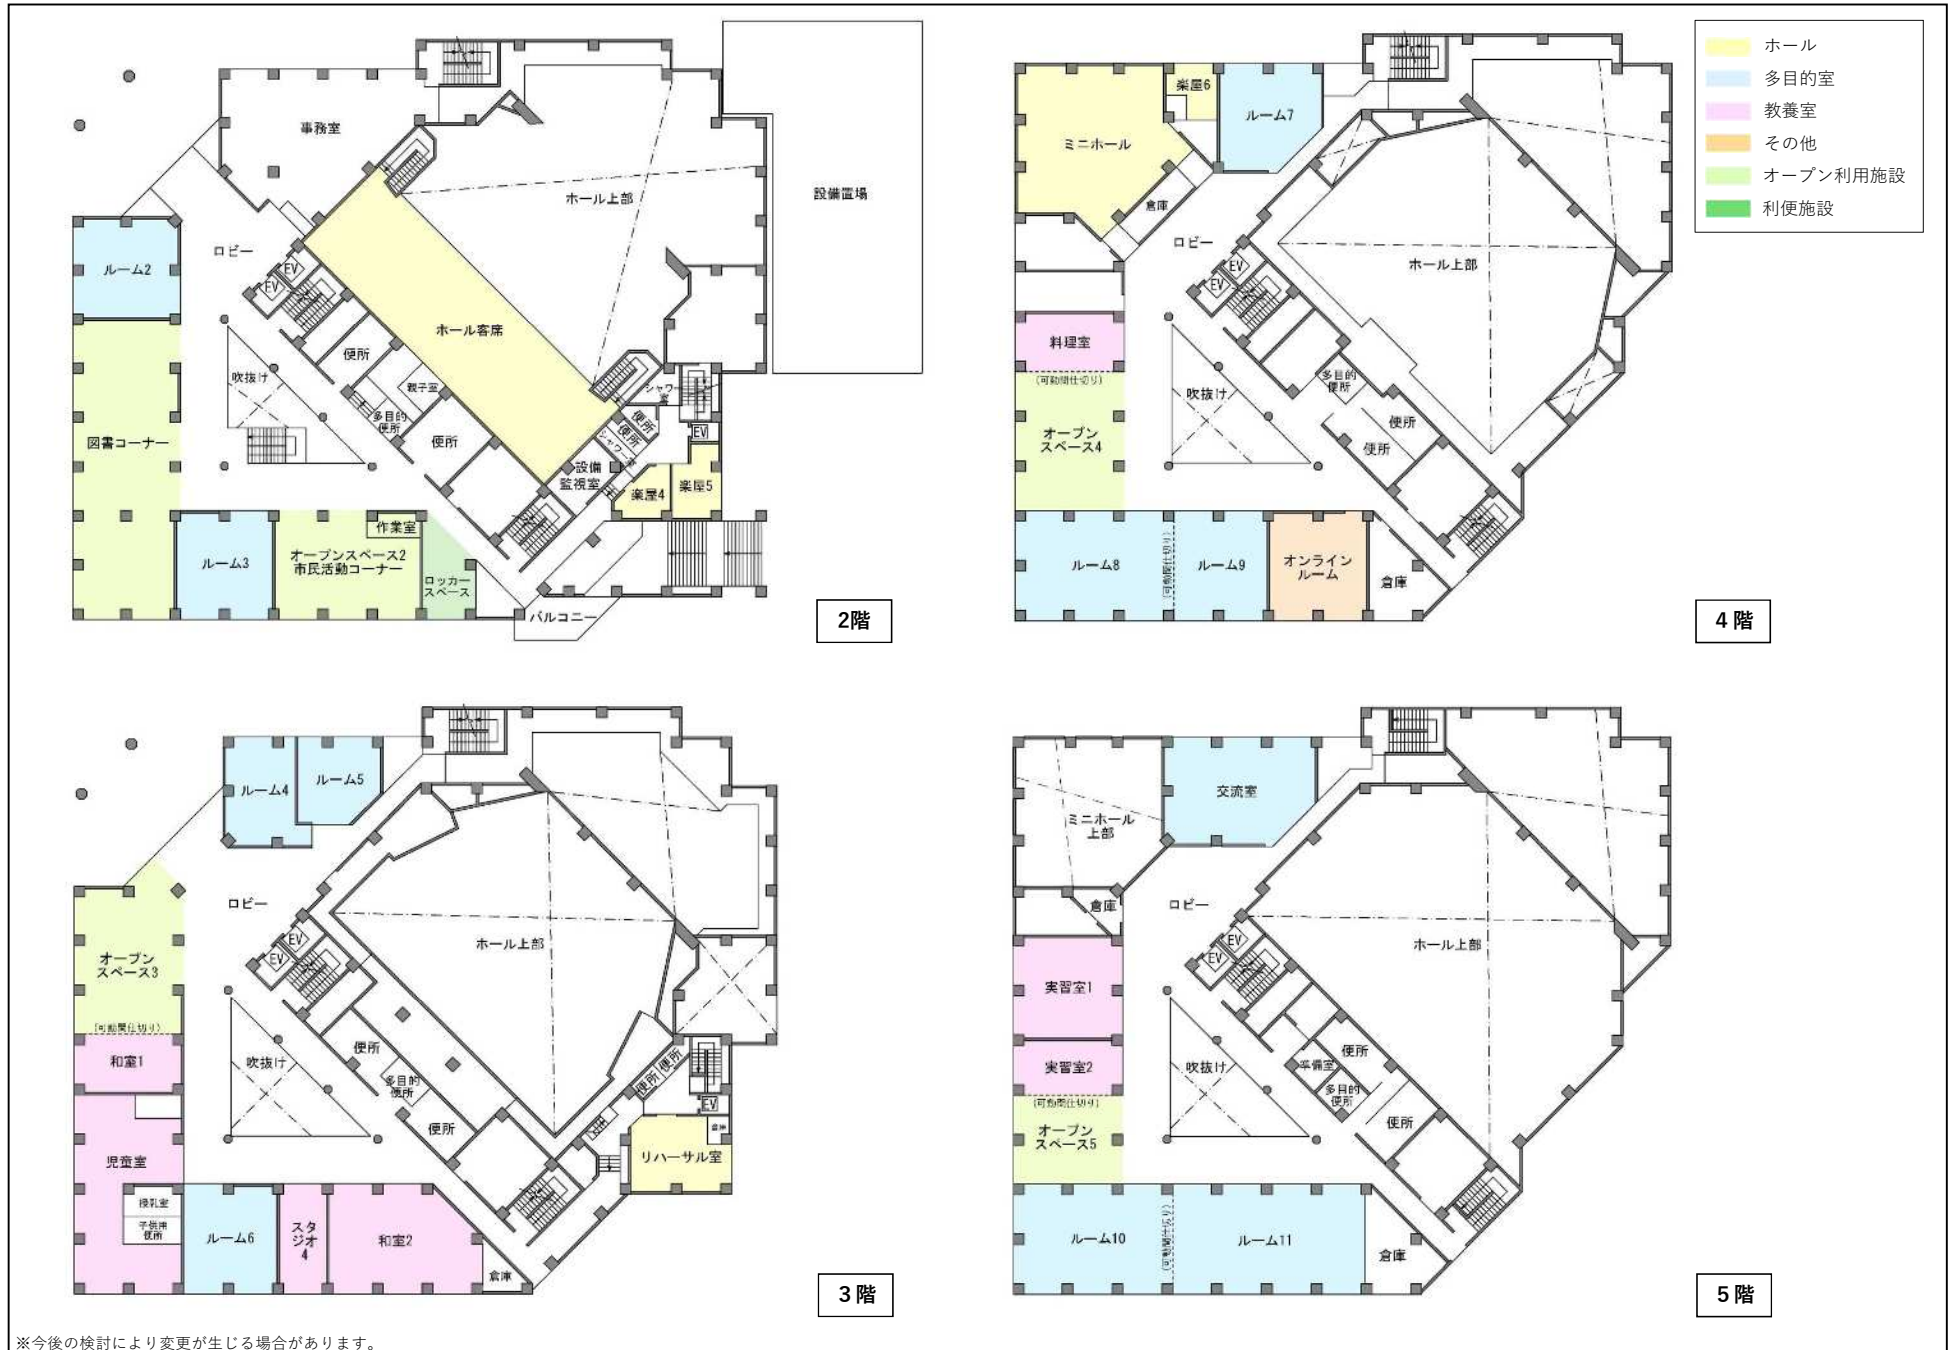 事務室
ホール上部
設備置場
ルーム2
ロビー
EV
EV
ホール客席
便所
親子室
吹抜け
多目的
便所
便所
図書コーナー
シャワー
室
便所
便所
シャワー室
EV
設備
監視室
楽屋4
楽屋5
ルーム3
オープンスペース2
市民活動コーナー
作業室
ロッカー
スペース
バルコニー
2階
ミニホール
楽屋6
ルーム7
倉庫
ロビー
EV
EV
ホール上部
料理室
(可動間仕切り)
オープン
スペース4
吹抜け
多目的
便所
便所
便所
ルーム8
(可動間仕切り)
ルーム9
オンライン
ルーム
倉庫
4階
ホール
多目的室
教養室
その他
オープン利用施設
利便施設
ルーム4
ルーム5
ロビー
EV
EV
ホール上部
オープン
スペース3
(可動間仕切り)
和室1
吹抜け
便所
多目的
便所
便所
便所
便所
EV
倉庫
リハーサル室
児童室
授乳室
子供用
便所
ルーム6
スタジオ4
和室2
倉庫
3階
ミニホール
上部
交流室
倉庫
ロビー
EV
EV
ホール上部
実習室1
実習室2
(可動間仕切り)
オープン
スペース5
吹抜け
準備室
便所
多目的
便所
便所
ルーム10
(可動間仕切り)
ルーム11
倉庫
5階
※今後の検討により変更が生じる場合があります。